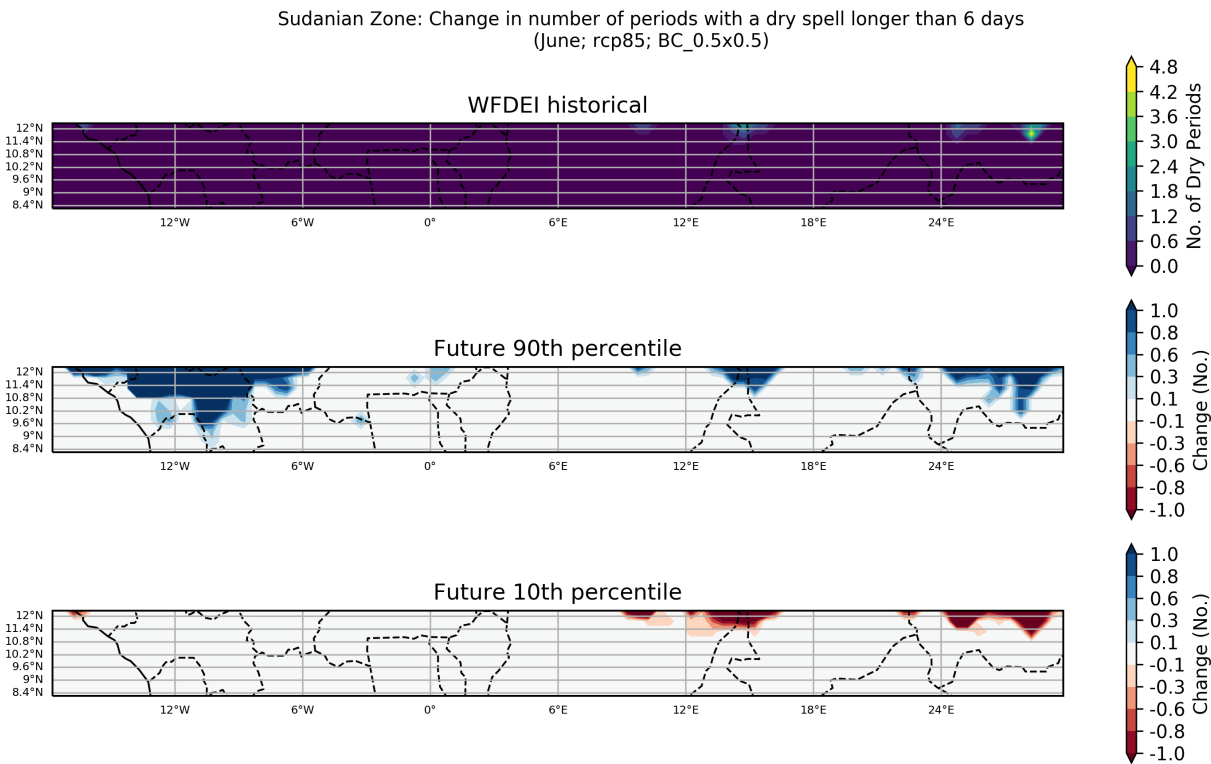 Sudanian Zone: Change in number of periods with a dry spell longer than 6 days
(June; rcp85; BC_0.5x0.5)
WFDEI historical
12°N
11.4°N
10.8°N
10.2°N
9.6°N
9°N
8.4°N
12°W 6°W 0° 6°E 12°E 18°E 24°E
4.8
4.2
3.6
3.0
2.4
1.8
1.2
0.6
0.0
No. of Dry Periods
Future 90th percentile
12°N
11.4°N
10.8°N
10.2°N
9.6°N
9°N
8.4°N
12°W 6°W 0° 6°E 12°E 18°E 24°E
1.0
0.8
0.6
0.3
0.1
-0.1
-0.3
-0.6
-0.8
-1.0
Change (No.)
Future 10th percentile
12°N
11.4°N
10.8°N
10.2°N
9.6°N
9°N
8.4°N
12°W 6°W 0° 6°E 12°E 18°E 24°E
1.0
0.8
0.6
0.3
0.1
-0.1
-0.3
-0.6
-0.8
-1.0
Change (No.)